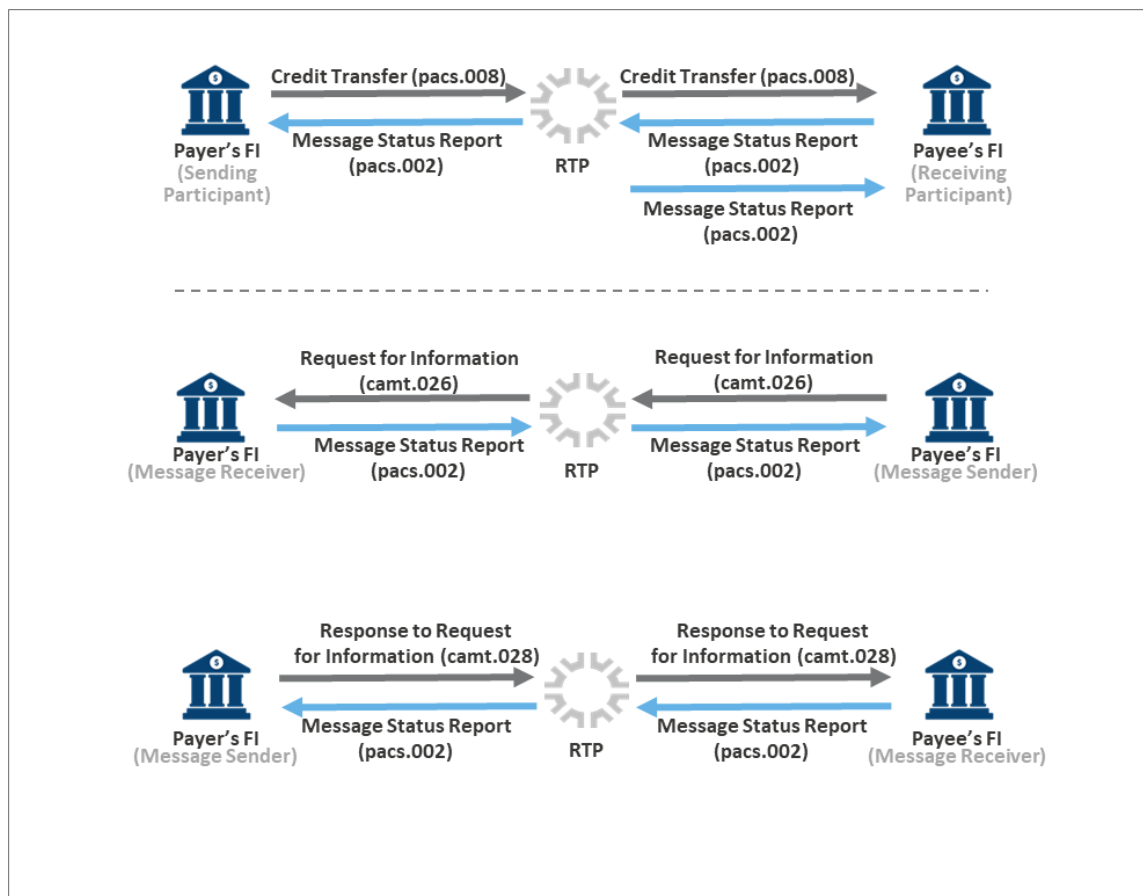 $
$
Credit Transfer (pacs.008)
Credit Transfer (pacs.008)
Message Status Report
(pacs.002)
Message Status Report
(pacs.002)
Message Status Report
(pacs.002)
Payer's FI
(Sending
Participant)
RTP
Payee's FI
(Receiving
Participant)
$
$
Request for Information
(camt.026)
Request for Information
(camt.026)
Message Status Report
(pacs.002)
Message Status Report
(pacs.002)
Payer's FI
(Message Receiver)
RTP
Payee's FI
(Message Sender)
$
$
Response to Request
for Information (camt.028)
Response to Request
for Information (camt.028)
Message Status Report
(pacs.002)
Message Status Report
(pacs.002)
Payer's FI
(Message Sender)
RTP
Payee's FI
(Message Receiver)